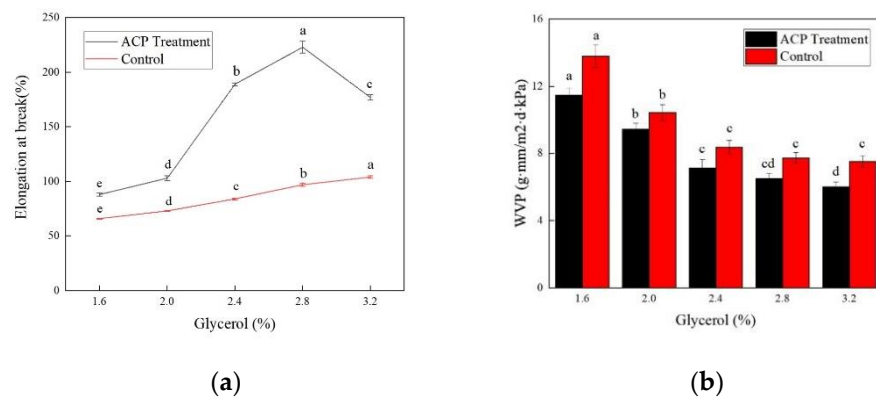 250
200
150
100
50
0
Elongation at break(%)
ACP Treatment
Control
a
b
c
d
e
a
b
c
d
e
1.6 2.0 2.4 2.8 3.2
Glycerol (%)
(a)
16
12
8
4
0
WVP (g·mm/m2·d·kPa)
ACP Treatment
Control
a
a
b
b
c
c
cd
c
d
c
1.6 2.0 2.4 2.8 3.2
Glycerol (%)
(b)